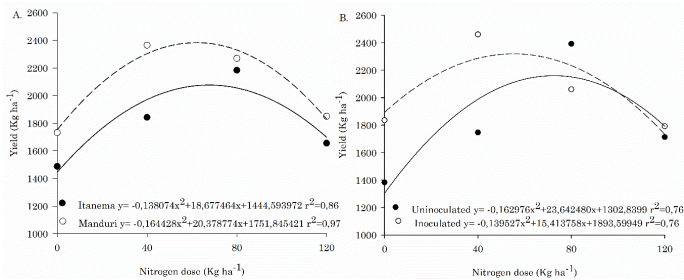 A.
2600
2400
2200
2000
1800
1600
1400
1200
1000
Yield (Kg ha-1)
Itanema y= -0,138074x2+18,677464x+1444,593972 r2=0,86
Manduri y= -0,164428x2+20,378774x+1751,845421 r2=0,97
0 40 80 120
Nitrogen dose (Kg ha-1)
B.
2600
2400
2200
2000
1800
1600
1400
1200
1000
Yield (Kg ha-1)
Uninoculated y= -0,162976x2+23,642480x+1302,8399 r2=0,76
Inoculated y= -0,139527x2+15,413758x+1893,59949 r2=0,76
0 40 80 120
Nitrogen dose (Kg ha-1)